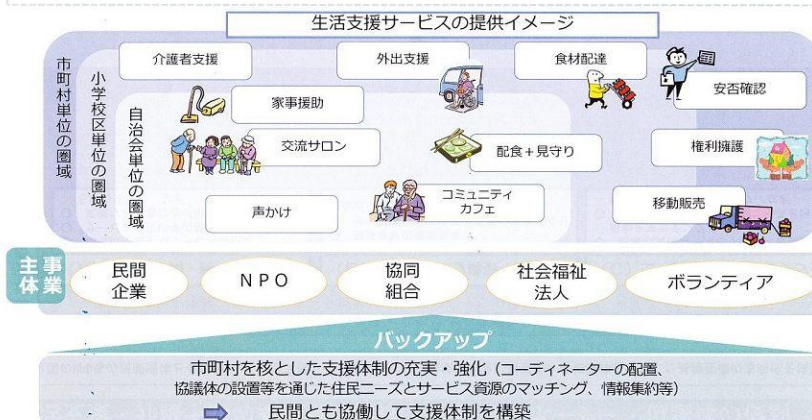 生活支援サービスの提供イメージ
市町村単位の圏域
小学校区単位の圏域
自治会単位の圏域
介護者支援
外出支援
食材配達
安否確認
家事援助
交流サロン
配食+見守り
権利擁護
声かけ
コミュニティ
カフェ
移動販売
事業
主体
民間
企業
NPO
協同
組合
社会福祉
法人
ボランティア
バックアップ
市町村を核とした支援体制の充実・強化(コーディネーターの配置、
協議体の設置等を通じた住民ニーズとサービス資源のマッチング、情報集約等)
➡ 民間とも協働して支援体制を構築